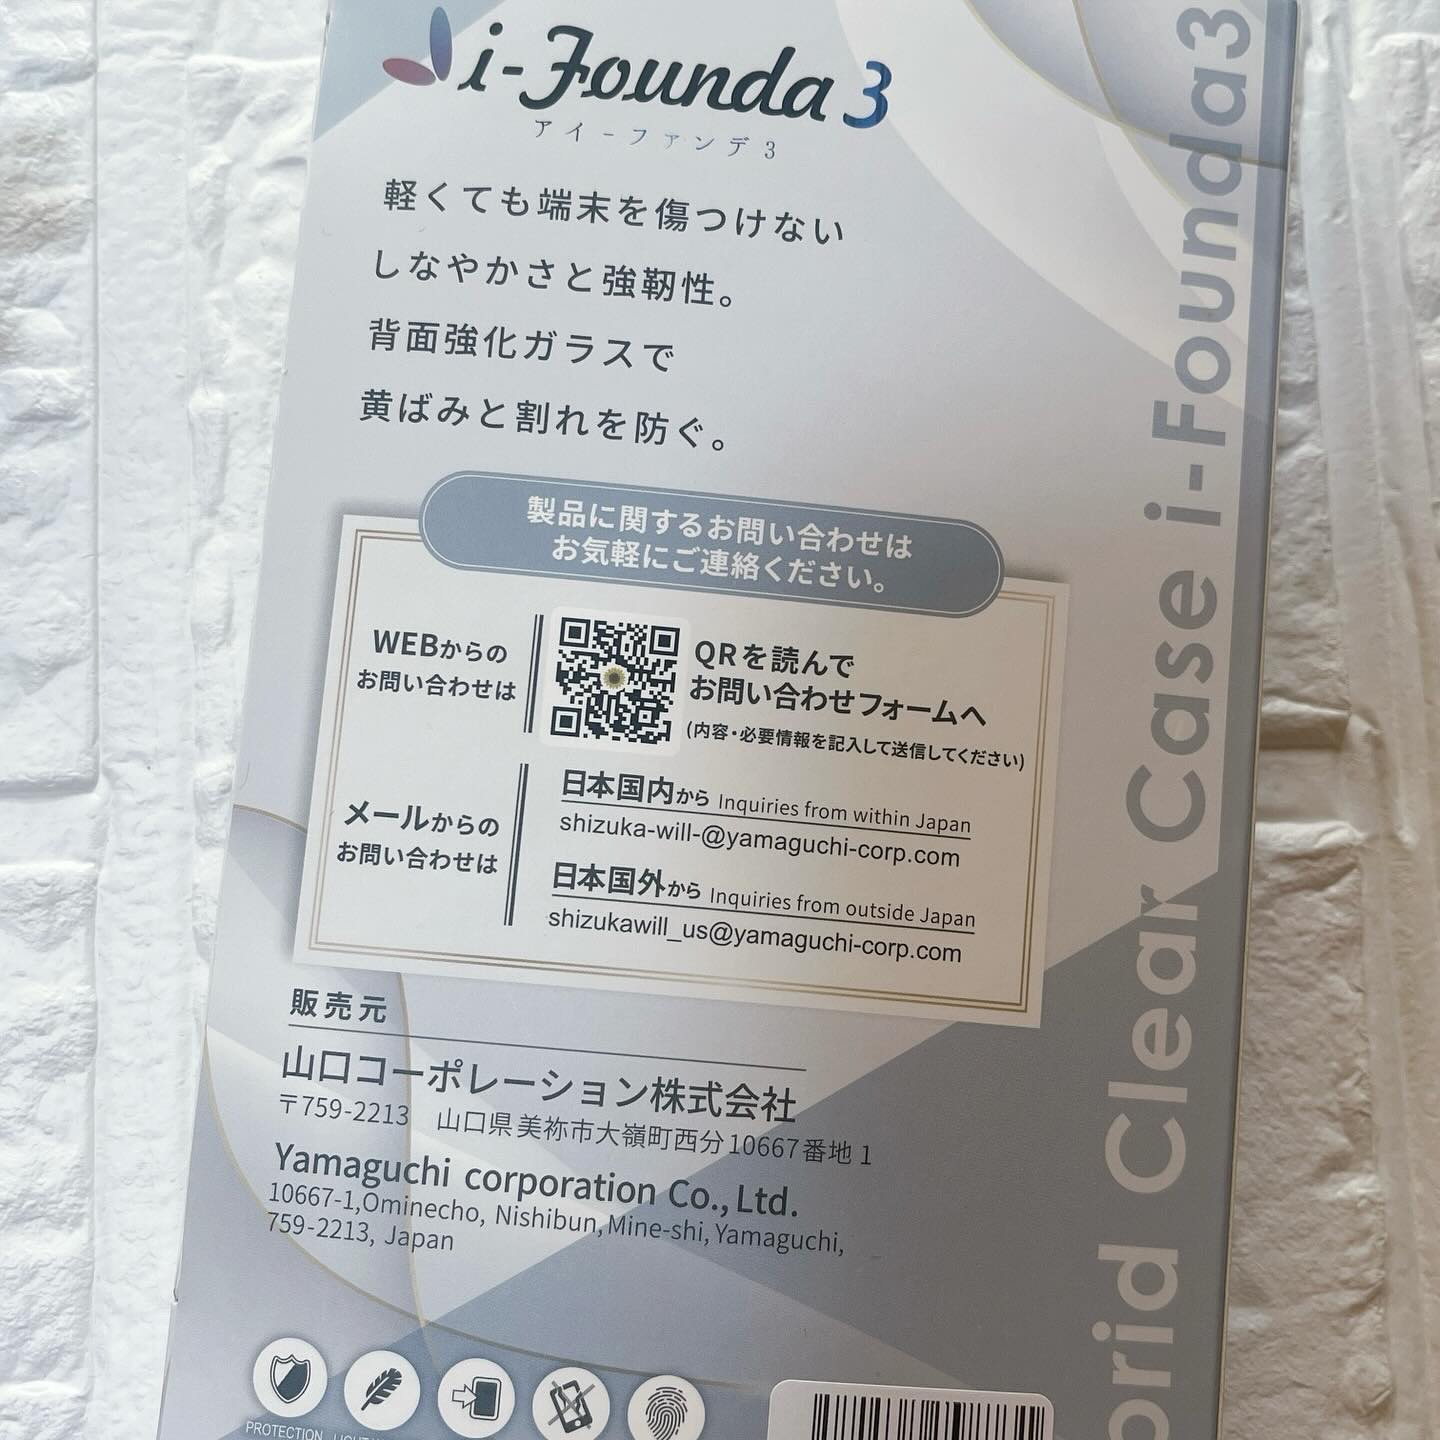 i-Founda 3
アイ-ファンデ3
軽くても端末を傷つけない
しなやかさと強靭性。
背面強化ガラスで
黄ばみと割れを防ぐ。
製品に関するお問い合わせは
お気軽にご連絡ください。
WEBからの
お問い合わせは
QRを読んで
お問い合わせフォームへ
(内容・必要情報を記入して送信してください)
メールからの
お問い合わせは
日本国内から Inquiries from within Japan
shizuka-will-@yamaguchi-corp.com
日本国外から Inquiries from outside Japan
shizukawill_us@yamaguchi-corp.com
販売元
山口コーポレーション株式会社
〒759-2213 山口県美祢市大嶺町西分10667番地1
Yamaguchi corporation Co., Ltd.
10667-1,Ominecho, Nishibun,Mine-shi,Yamaguchi,
759-2213, Japan
PROTECTION
Clear Case i-Founda3